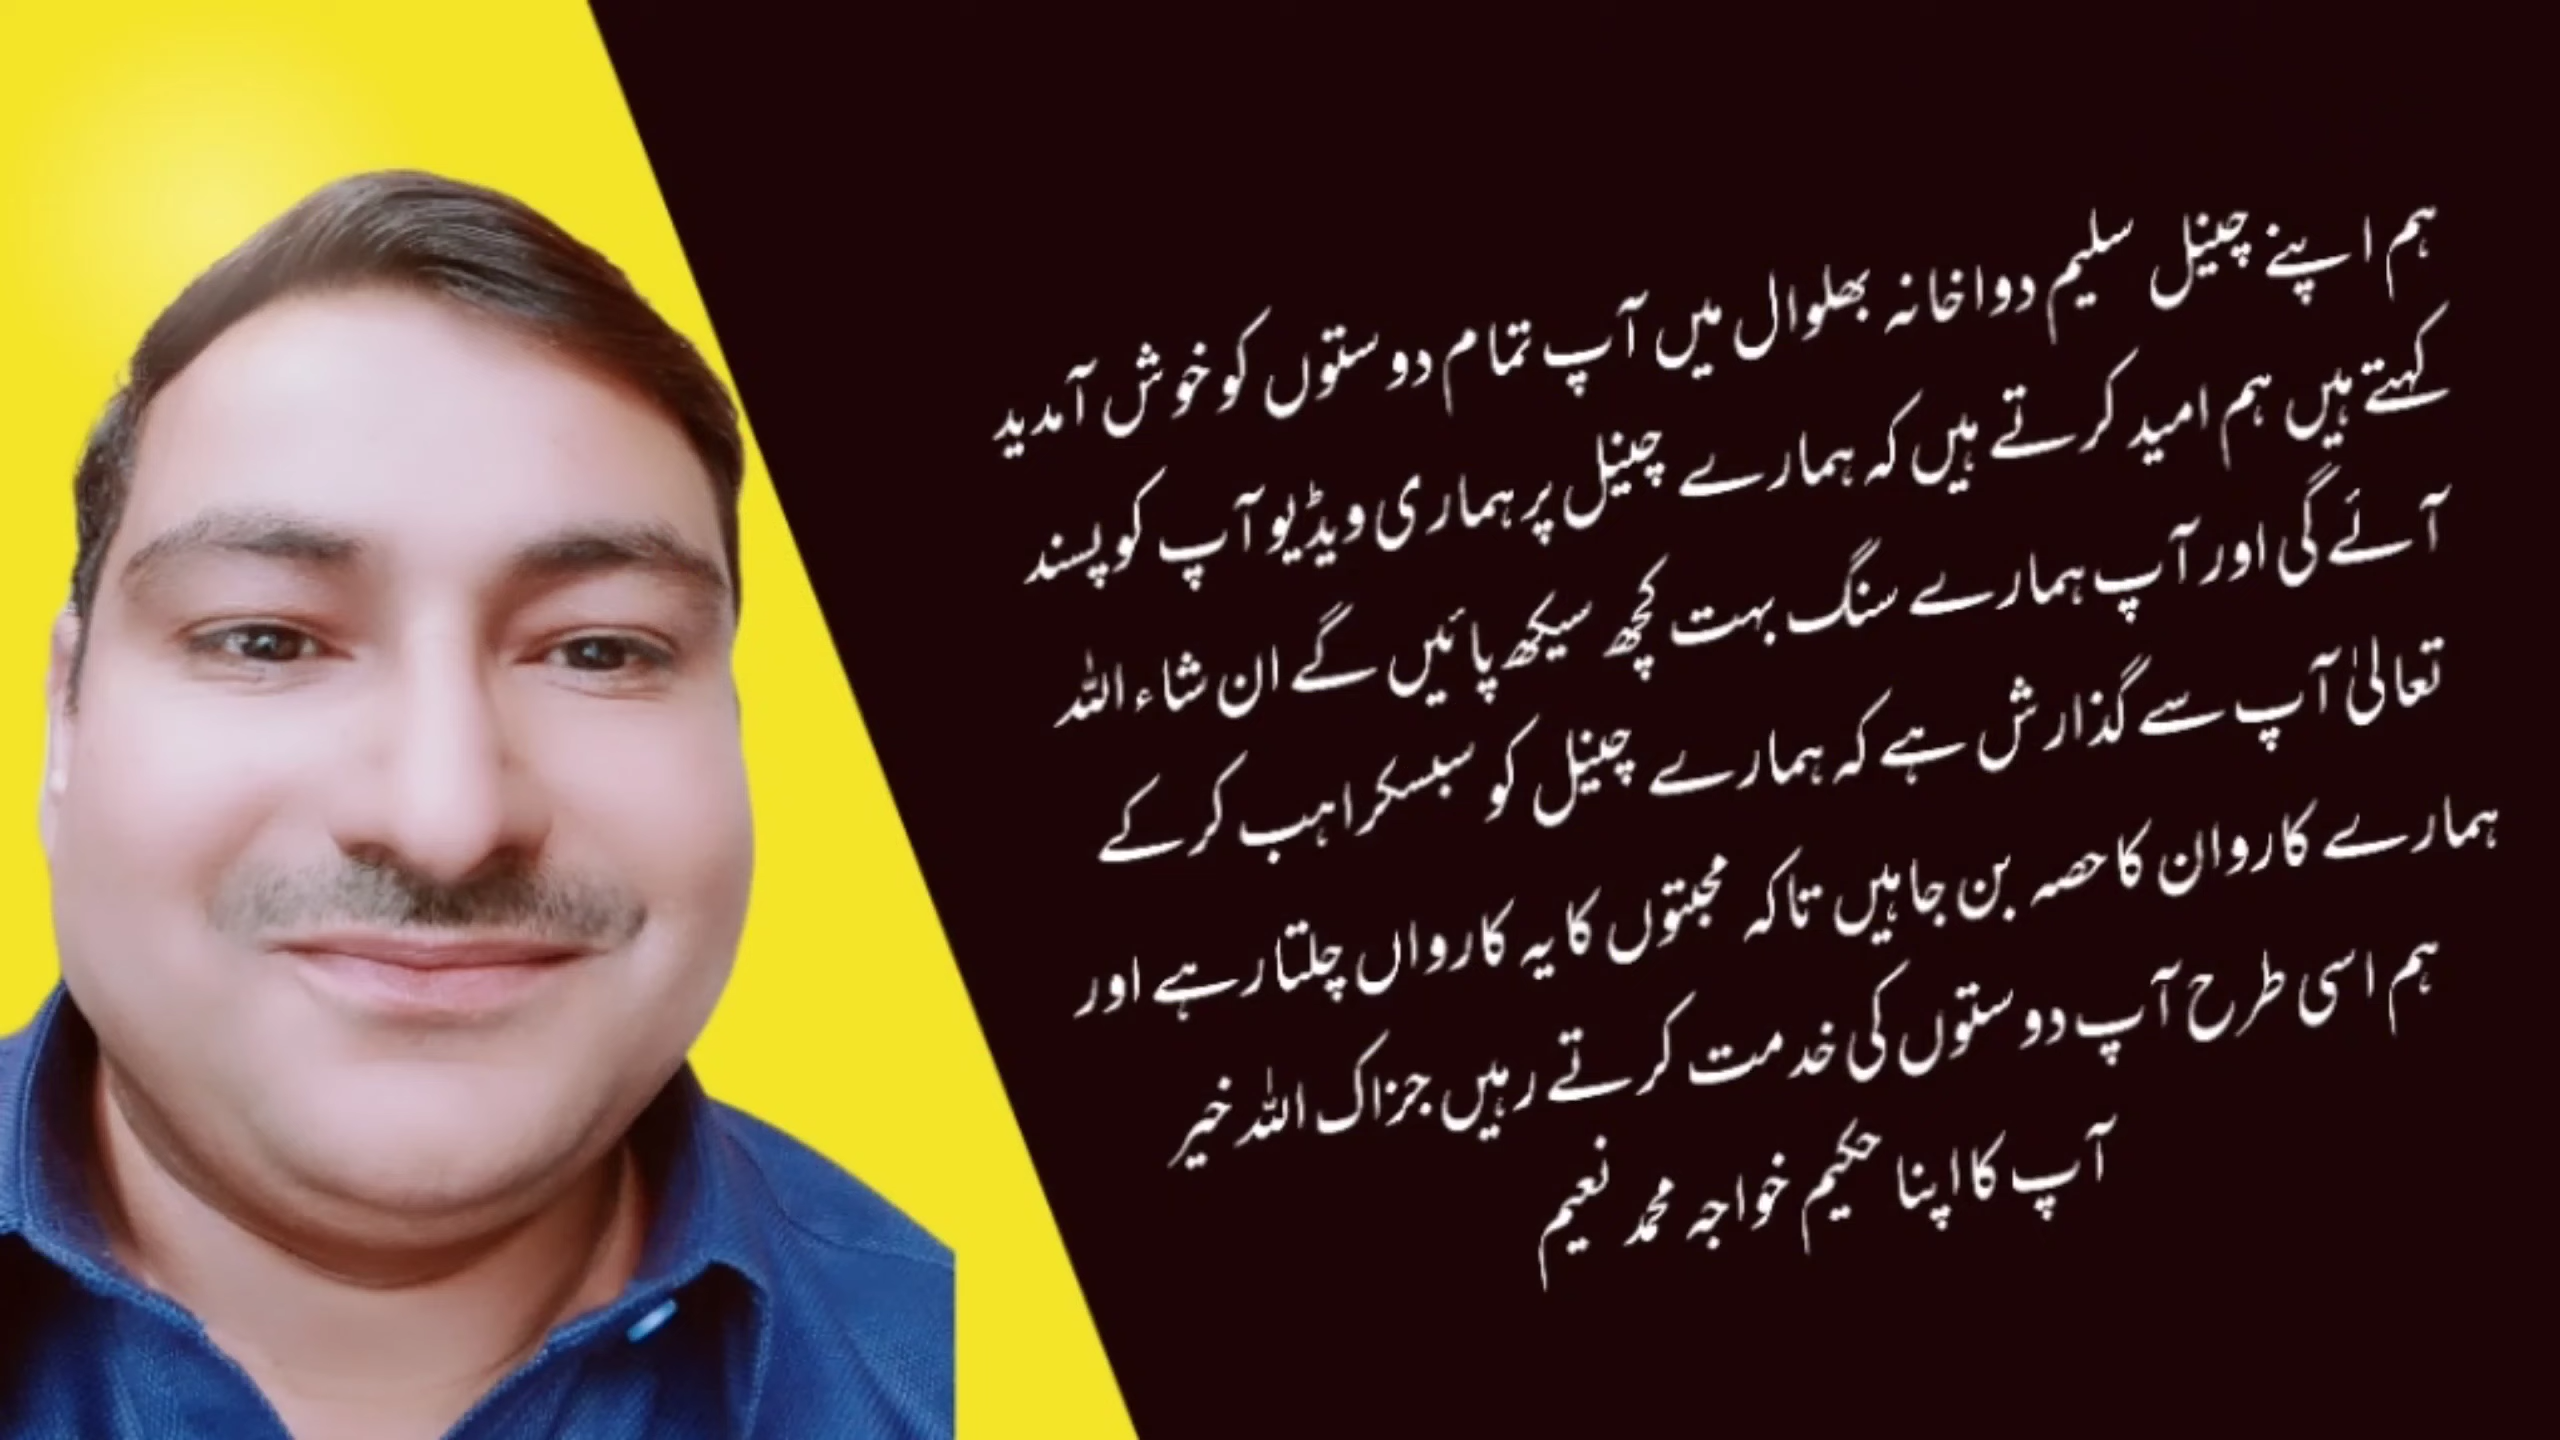 ہم اپنے چینل سلیم دواخانہ بھلوال میں آپ تمام دوستوں کو خوش آمدید
کہتے ہیں ہم امید کرتے ہیں کہ ہمارے چینل پر ہماری ویڈیو آپ کو پسند
آئے گی اور آپ ہمارے سنگ بہت کچھ سیکھ پائیں گے ان شاء اللہ
تعالیٰ آپ سے گذارش ہے کہ ہمارے چینل کو سبسکراہب کر کے
ہمارے کاروان کا حصہ بن جاہیں تاکہ محبتوں کا یہ کارواں چلتا رہے اور
ہم اسی طرح آپ دوستوں کی خدمت کرتے رہیں جزاک اللہ خیر
آپ کا اپنا حکیم خواجہ محمد نعیم